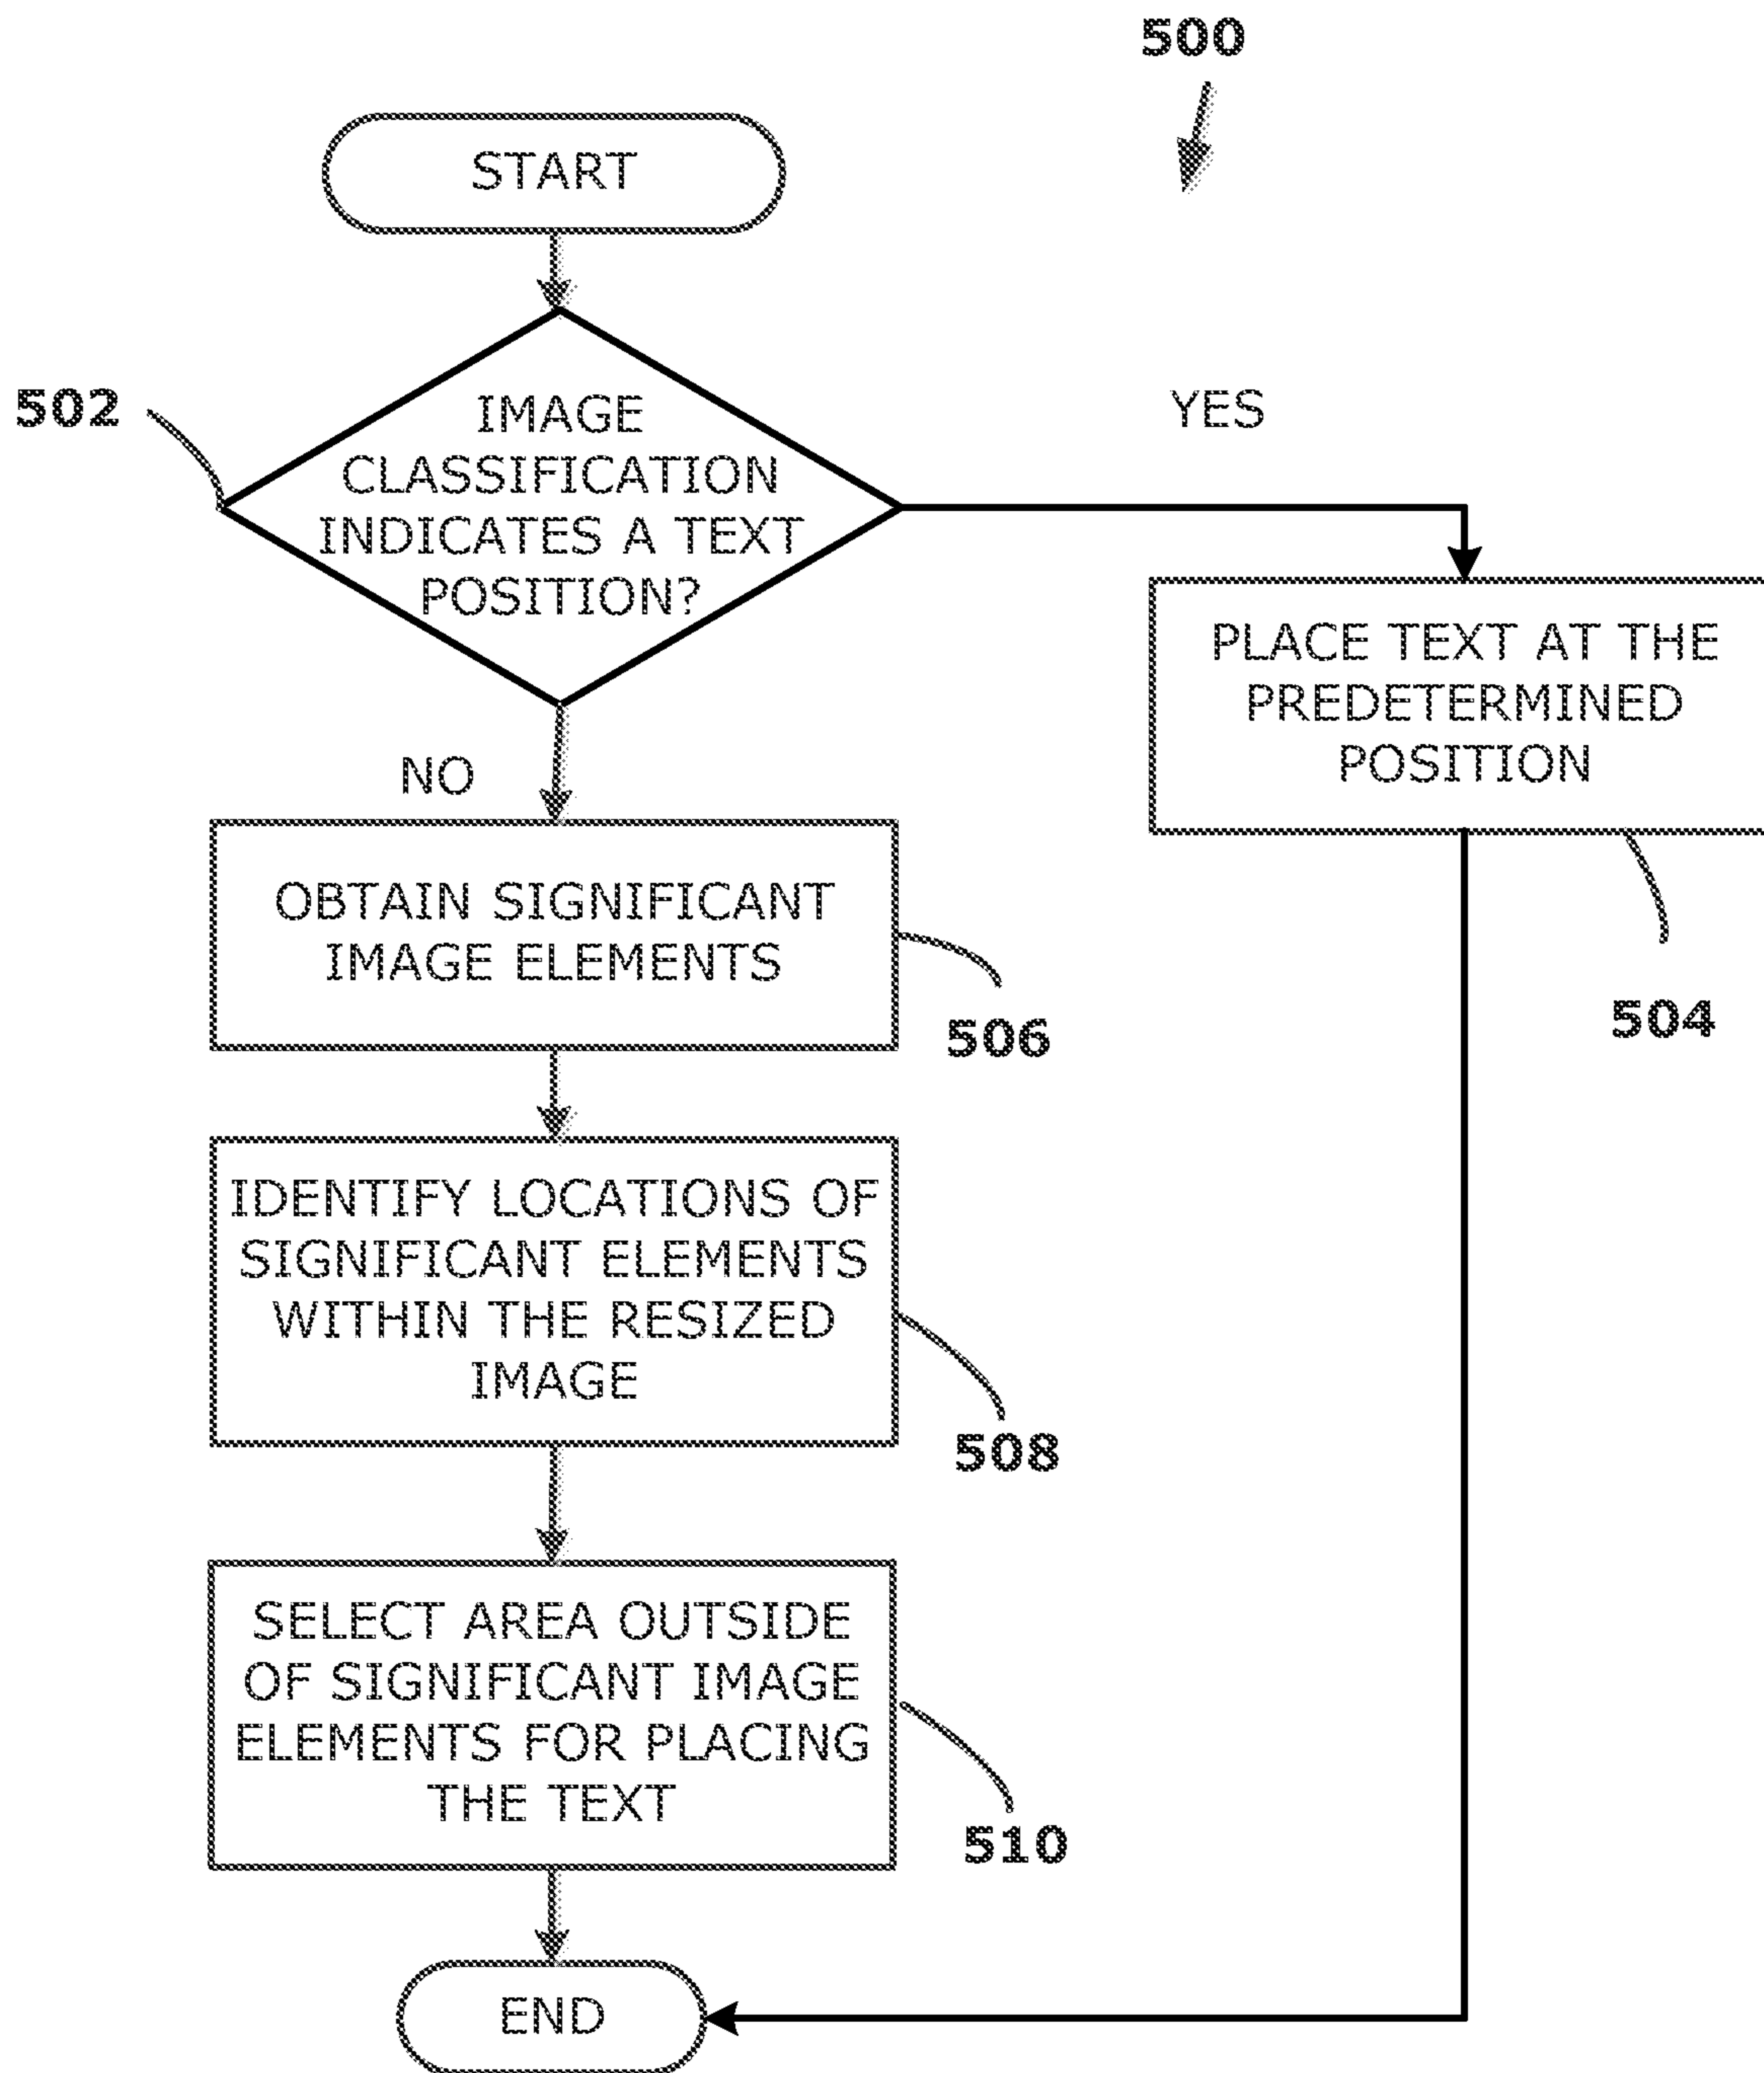 500
START
502
IMAGE
CLASSIFICATION
INDICATES A TEXT
POSITION?
YES
PLACE TEXT AT THE
PREDETERMINED
POSITION
504
NO
OBTAIN SIGNIFICANT
IMAGE ELEMENTS
506
IDENTIFY LOCATIONS OF
SIGNIFICANT ELEMENTS
WITHIN THE RESIZED
IMAGE
508
SELECT AREA OUTSIDE
OF SIGNIFICANT IMAGE
ELEMENTS FOR PLACING
THE TEXT
510
END